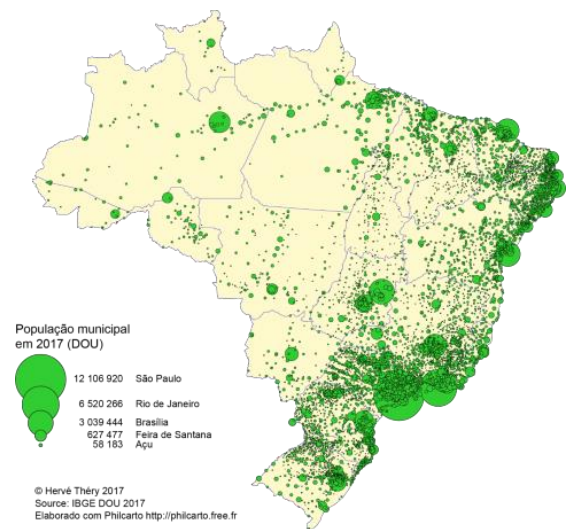 População municipal
em 2017 (DOU)
12 106 920 São Paulo
6 520 266 Rio de Janeiro
3 039 444 Brasília
627 477 Feira de Santana
58 183 Açu
© Hervé Théry 2017
Source: IBGE DOU 2017
Elaborado com Philcarto http://philcarto.free.fr